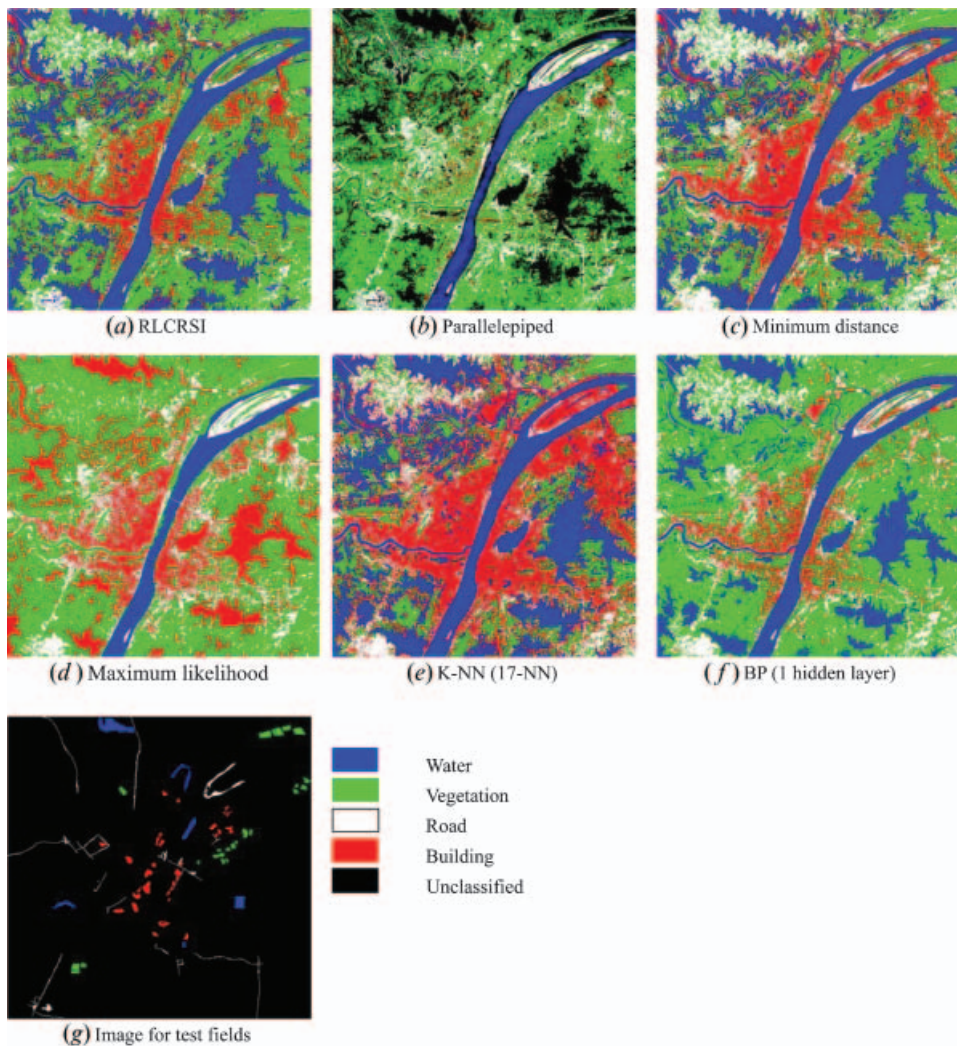 (a) RLCRSI
(b) Parallelepiped
(c) Minimum distance
(d) Maximum likelihood
(e) K-NN (17-NN)
(f) BP (1 hidden layer)
Water
Vegetation
Road
Building
Unclassified
(g) Image for test fields